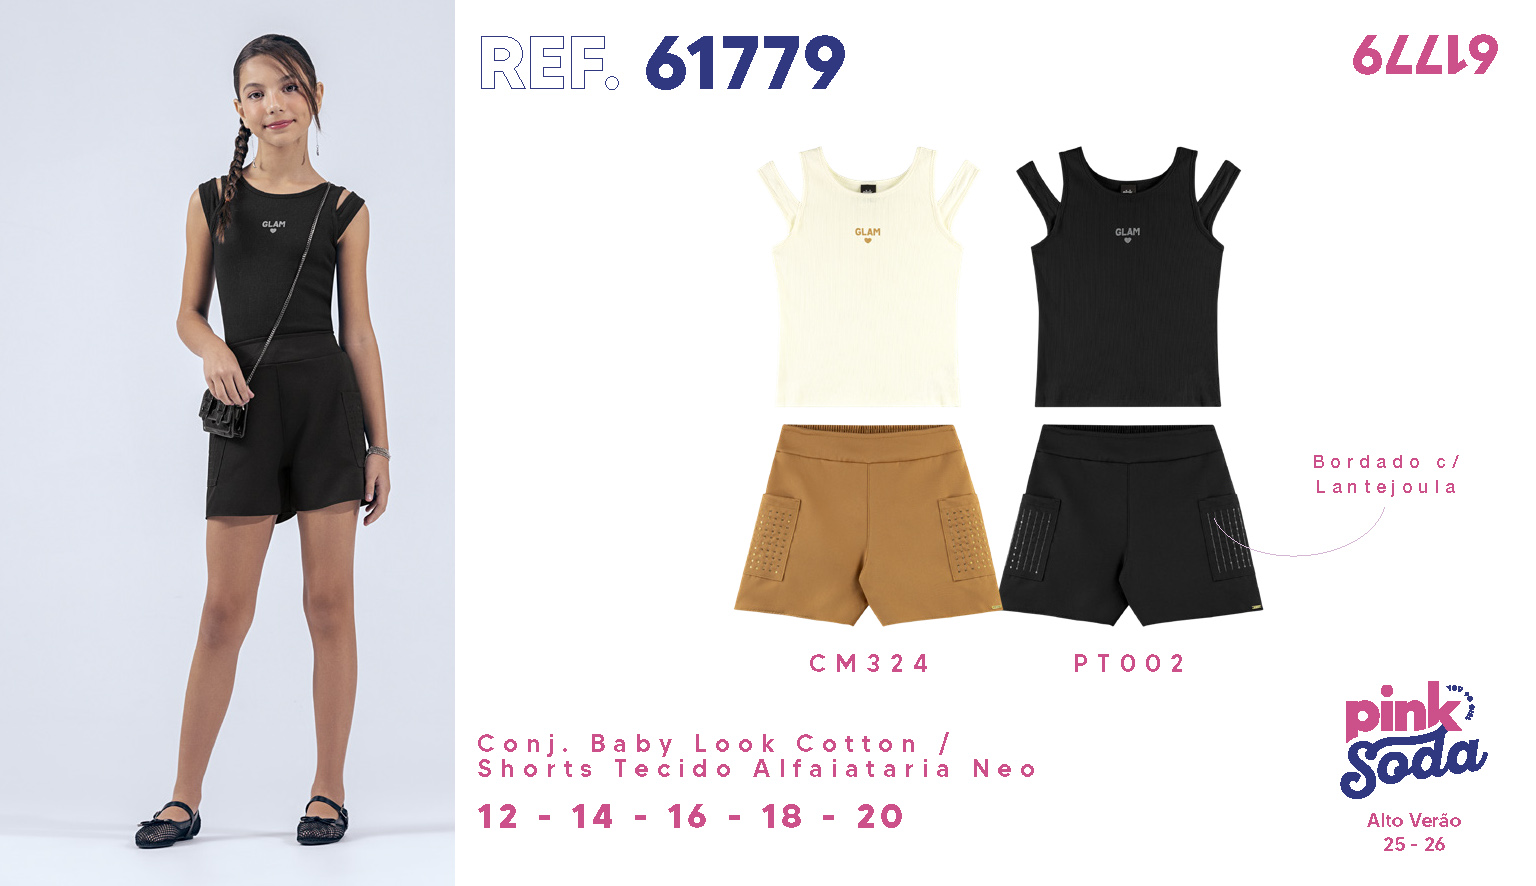 REF. 61779
61779
GLAM
GLAM
GLAM
Bordado c/
Lantejoula
CM324
PT002
Conj. Baby Look Cotton /
Shorts Tecido Alfaiataria Neo
12 - 14 - 16 - 18 - 20
pink
Soda
Alto Verão
25 - 26